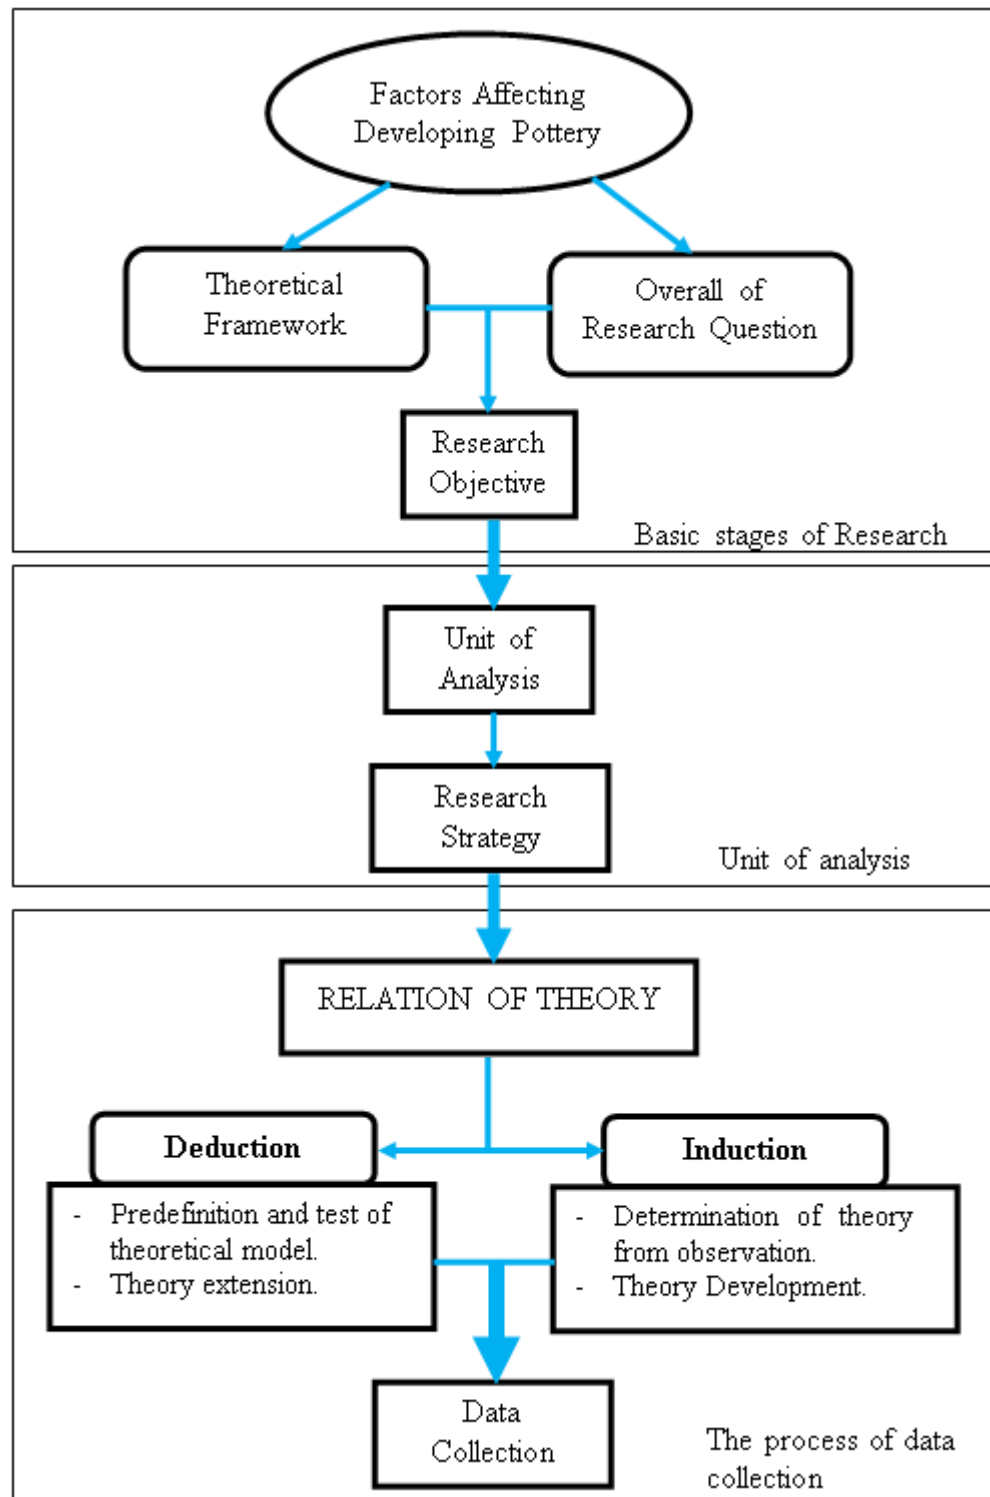 Factors Affecting
Developing Pottery
Theoretical
Framework
Overall of
Research Question
Research
Objective
Basic stages of Research
Unit of
Analysis
Research
Strategy
Unit of analysis
RELATION OF THEORY
Deduction
- Predefinition and test of
theoretical model.
- Theory extension.
Induction
- Determination of theory
from observation.
- Theory Development.
Data
Collection
The process of data
collection